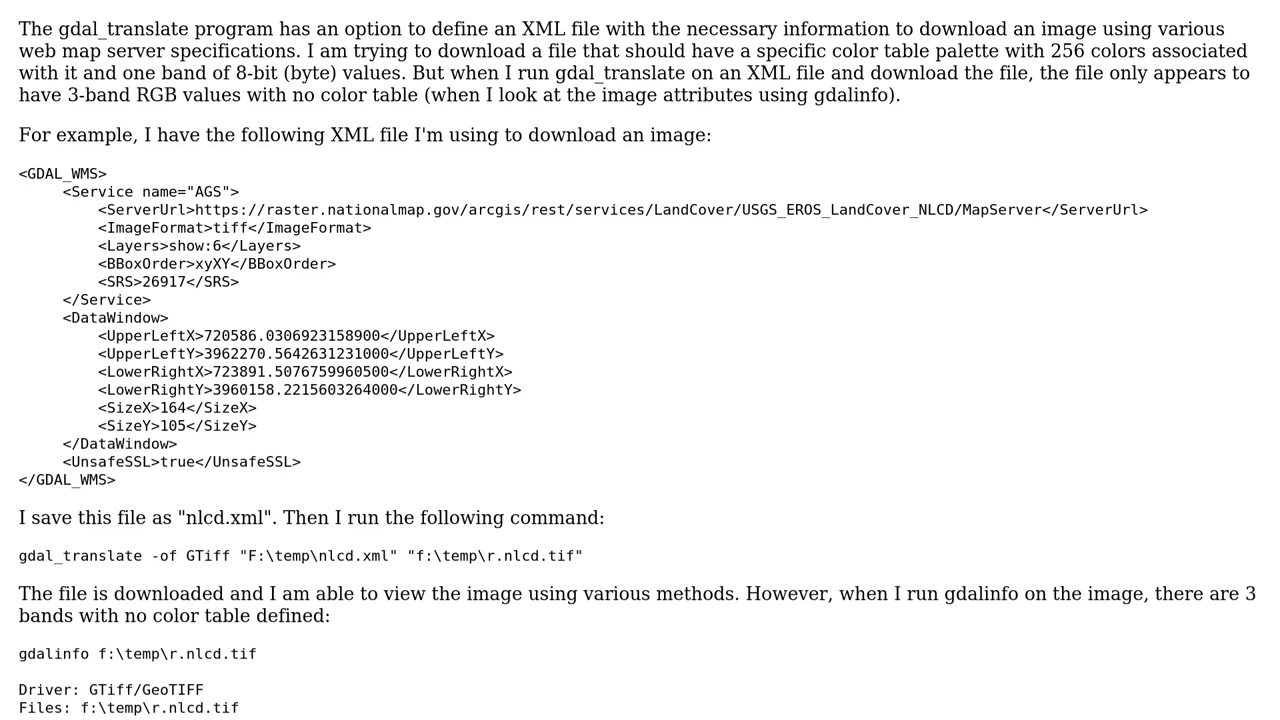 The gdal_translate program has an option to define an XML file with the necessary information to download an image using various
web map server specifications. I am trying to download a file that should have a specific color table palette with 256 colors associated
with it and one band of 8-bit (byte) values. But when I run gdal_translate on an XML file and download the file, the file only appears to
have 3-band RGB values with no color table (when I look at the image attributes using gdalinfo).
For example, I have the following XML file I'm using to download an image:
<GDAL_WMS>
<Service name="AGS">
<ServerUrl>https://raster.nationalmap.gov/arcgis/rest/services/LandCover/USGS_EROS_LandCover_NLCD/MapServer</ServerUrl>
<ImageFormat>tiff</ImageFormat>
<Layers>show:6</Layers>
<BBoxOrder>xyXY</BBoxOrder>
<SRS>26917</SRS>
</Service>
<DataWindow>
<UpperLeftX>720586.0306923158900</UpperLeftX>
<UpperLeftY>3962270.5642631231000</UpperLeftY>
<LowerRightX>723891.5076759960500</LowerRightX>
<LowerRightY>3960158.2215603264000</LowerRightY>
<SizeX>164</SizeX>
<SizeY>105</SizeY>
</DataWindow>
<UnsafeSSL>true</UnsafeSSL>
</GDAL_WMS>
I save this file as "nlcd.xml". Then I run the following command:
gdal_translate -of GTiff "F:\temp\nlcd.xml" "f:\temp\r.nlcd.tif"
The file is downloaded and I am able to view the image using various methods. However, when I run gdalinfo on the image, there are 3
bands with no color table defined:
gdalinfo f:\temp\r.nlcd.tif
Driver: GTiff/GeoTIFF
Files: f:\temp\r.nlcd.tif